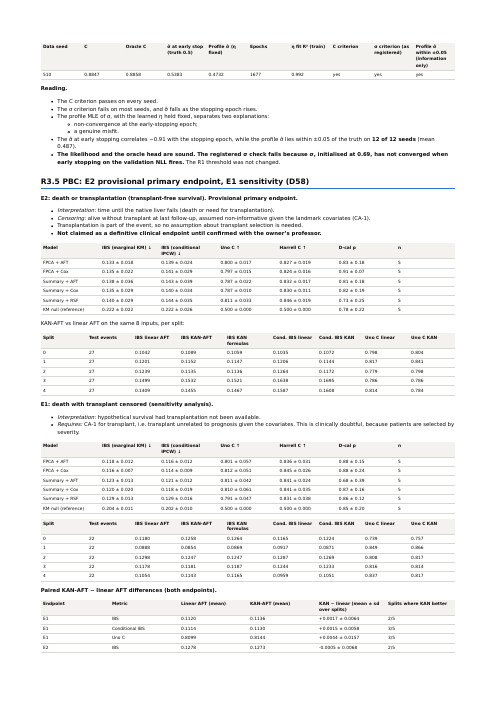 Data seed C Oracle C σ̂ at early stop (truth 0.5) Profile σ̂ (η fixed) Epochs η fit R² (train) C criterion σ criterion (as registered) Profile σ̂ within ±0.05 (information only)
510 0.8847 0.8858 0.5383 0.4732 1677 0.992 yes yes yes
Reading.
• The C criterion passes on every seed.
• The σ criterion fails on most seeds, and σ̂ falls as the stopping epoch rises.
• The profile MLE of σ, with the learned η held fixed, separates two explanations:
◦ non-convergence at the early-stopping epoch;
◦ a genuine misfit.
• The σ̂ at early stopping correlates −0.91 with the stopping epoch, while the profile σ̂ lies within ±0.05 of the truth on 12 of 12 seeds (mean
0.487).
• The likelihood and the oracle head are sound. The registered σ check fails because σ, initialised at 0.69, has not converged when
early stopping on the validation NLL fires. The R1 threshold was not changed.
R3.5 PBC: E2 provisional primary endpoint, E1 sensitivity (D58)
E2: death or transplantation (transplant-free survival). Provisional primary endpoint.
• Interpretation: time until the native liver fails (death or need for transplantation).
• Censoring: alive without transplant at last follow-up, assumed non-informative given the landmark covariates (CA-1).
• Transplantation is part of the event, so no assumption about transplant selection is needed.
• Not claimed as a definitive clinical endpoint until confirmed with the owner's professor.
Model IBS (marginal KM) ↓ IBS (conditional IPCW) ↓ Uno C ↑ Harrell C ↑ D-cal p n
FPCA + AFT 0.133 ± 0.018 0.139 ± 0.024 0.800 ± 0.017 0.827 ± 0.019 0.83 ± 0.18 5
FPCA + Cox 0.135 ± 0.022 0.141 ± 0.029 0.797 ± 0.015 0.824 ± 0.016 0.91 ± 0.07 5
Summary + AFT 0.138 ± 0.036 0.143 ± 0.039 0.787 ± 0.022 0.832 ± 0.017 0.81 ± 0.18 5
Summary + Cox 0.135 ± 0.029 0.140 ± 0.034 0.787 ± 0.010 0.830 ± 0.011 0.82 ± 0.19 5
Summary + RSF 0.140 ± 0.029 0.144 ± 0.035 0.811 ± 0.033 0.846 ± 0.019 0.73 ± 0.25 5
KM null (reference) 0.222 ± 0.022 0.222 ± 0.026 0.500 ± 0.000 0.500 ± 0.000 0.78 ± 0.22 5
KAN-AFT vs linear AFT on the same 8 inputs, per split:
Split Test events IBS linear AFT IBS KAN-AFT IBS KAN formulas Cond. IBS linear Cond. IBS KAN Uno C linear Uno C KAN
0 27 0.1042 0.1089 0.1059 0.1035 0.1072 0.798 0.804
1 27 0.1201 0.1152 0.1147 0.1206 0.1144 0.817 0.841
2 27 0.1239 0.1135 0.1136 0.1264 0.1172 0.779 0.798
3 27 0.1499 0.1532 0.1521 0.1638 0.1695 0.786 0.786
4 27 0.1409 0.1455 0.1467 0.1587 0.1608 0.814 0.784
E1: death with transplant censored (sensitivity analysis).
• Interpretation: hypothetical survival had transplantation not been available.
• Requires: CA-1 for transplant, i.e. transplant unrelated to prognosis given the covariates. This is clinically doubtful, because patients are selected by
severity.
Model IBS (marginal KM) ↓ IBS (conditional IPCW) ↓ Uno C ↑ Harrell C ↑ D-cal p n
FPCA + AFT 0.118 ± 0.012 0.116 ± 0.012 0.801 ± 0.057 0.836 ± 0.031 0.88 ± 0.15 5
FPCA + Cox 0.116 ± 0.007 0.114 ± 0.009 0.812 ± 0.051 0.845 ± 0.026 0.88 ± 0.24 5
Summary + AFT 0.123 ± 0.013 0.121 ± 0.012 0.811 ± 0.042 0.841 ± 0.024 0.68 ± 0.39 5
Summary + Cox 0.120 ± 0.024 0.118 ± 0.019 0.810 ± 0.061 0.841 ± 0.035 0.87 ± 0.16 5
Summary + RSF 0.129 ± 0.013 0.129 ± 0.016 0.791 ± 0.047 0.831 ± 0.038 0.86 ± 0.12 5
KM null (reference) 0.204 ± 0.011 0.202 ± 0.010 0.500 ± 0.000 0.500 ± 0.000 0.85 ± 0.20 5
Split Test events IBS linear AFT IBS KAN-AFT IBS KAN formulas Cond. IBS linear Cond. IBS KAN Uno C linear Uno C KAN
0 22 0.1180 0.1258 0.1264 0.1165 0.1224 0.739 0.757
1 22 0.0888 0.0854 0.0869 0.0917 0.0871 0.849 0.866
2 22 0.1298 0.1247 0.1247 0.1287 0.1269 0.808 0.817
3 22 0.1178 0.1181 0.1187 0.1244 0.1233 0.816 0.814
4 22 0.1054 0.1143 0.1165 0.0959 0.1051 0.837 0.817
Paired KAN-AFT − linear AFT differences (both endpoints).
Endpoint Metric Linear AFT (mean) KAN-AFT (mean) KAN − linear (mean ± sd over splits) Splits where KAN better
E1 IBS 0.1120 0.1136 +0.0017 ± 0.0064 2/5
E1 Conditional IBS 0.1114 0.1130 +0.0015 ± 0.0058 3/5
E1 Uno C 0.8099 0.8144 +0.0044 ± 0.0157 3/5
E2 IBS 0.1278 0.1273 -0.0005 ± 0.0068 2/5